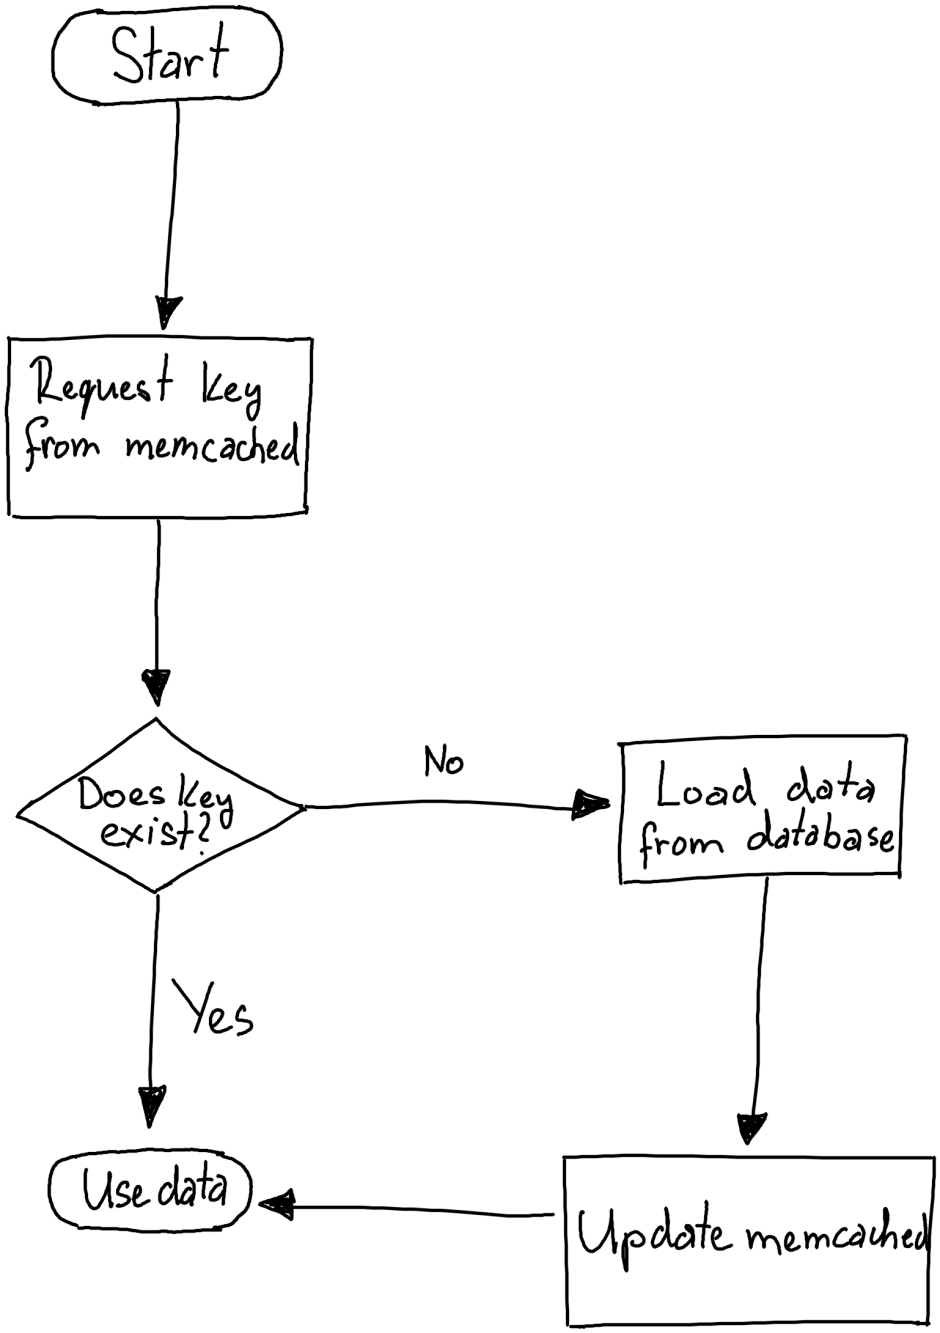 Start
Request key
from memcached
Does key
exist?
No
Load data
from database
Yes
Use data
Update memcached